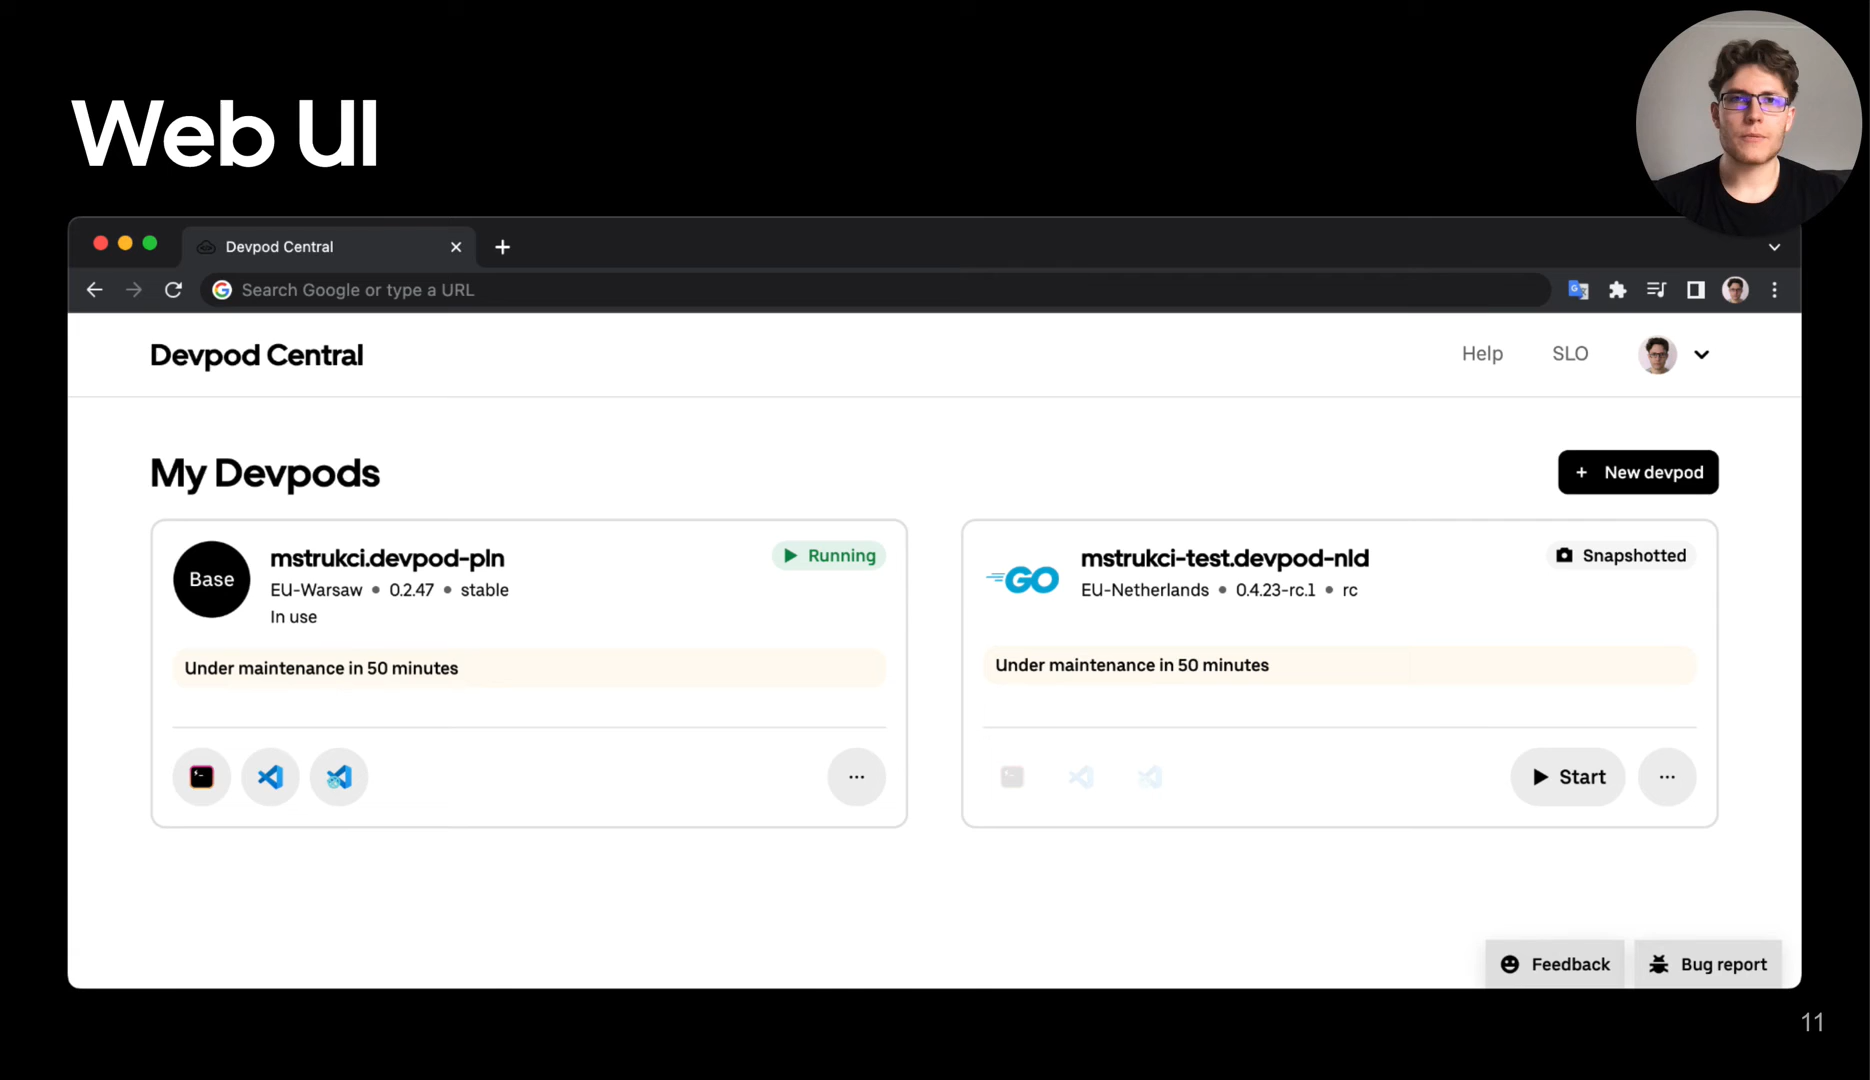 Web UI
Devpod Central
Search Google or type a URL
Devpod Central
Help
SLO
My Devpods
+ New devpod
Base
mstrukci.devpod-pln
Running
EU-Warsaw • 0.2.47 • stable
In use
Under maintenance in 50 minutes
GO
mstrukci-test.devpod-nld
Snapshotted
EU-Netherlands • 0.4.23-rc.1 • rc
Under maintenance in 50 minutes
Start
Feedback
Bug report
11